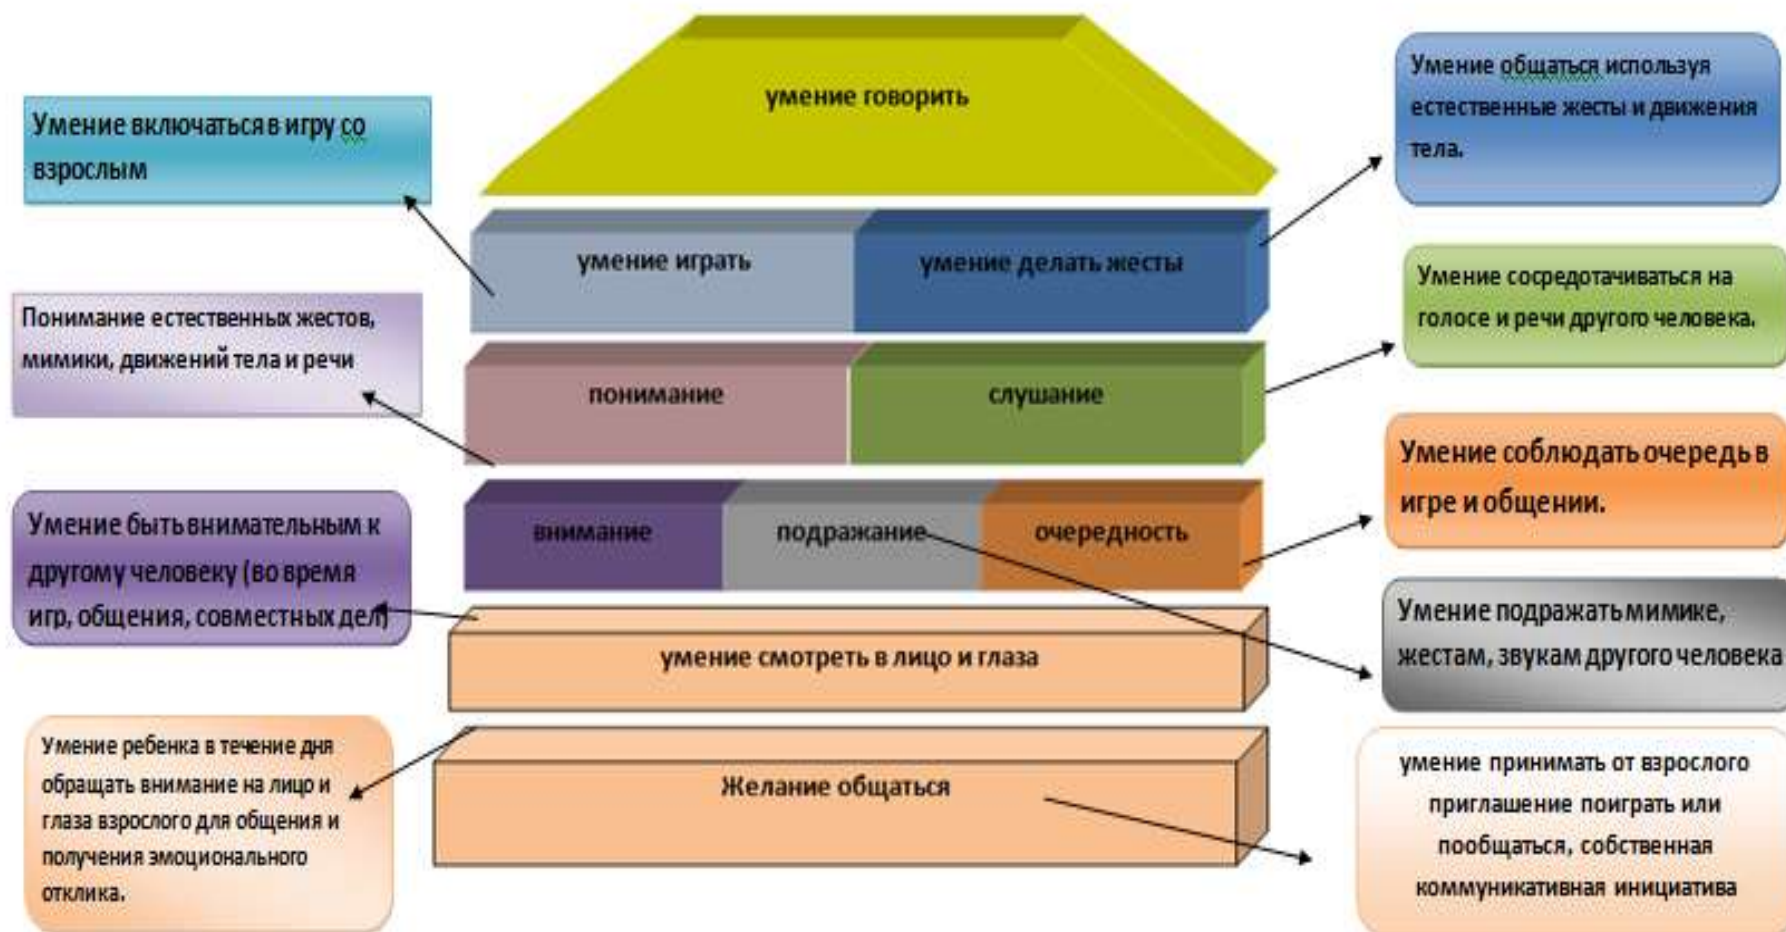 умение говорить
Умение включаться в игру со
взрослым
Умение общаться используя
естественные жесты и движения
тела.
умение играть
умение делать жесты
Понимание естественных жестов,
мимики, движений тела и речи
Умение сосредотачиваться на
голосе и речи другого человека.
понимание
слушание
Умение быть внимательным к
другому человеку (во время
игр, общения, совместных дел)
Умение соблюдать очередь в
игре и общении.
внимание
подражание
очередность
Умение подражать мимике,
жестам, звукам другого человека
умение смотреть в лицо и глаза
Умение ребенка в течение дня
обращать внимание на лицо и
глаза взрослого для общения и
получения эмоционального
отклика.
Желание общаться
умение принимать от взрослого
приглашение поиграть или
пообщаться, собственная
коммуникативная инициатива